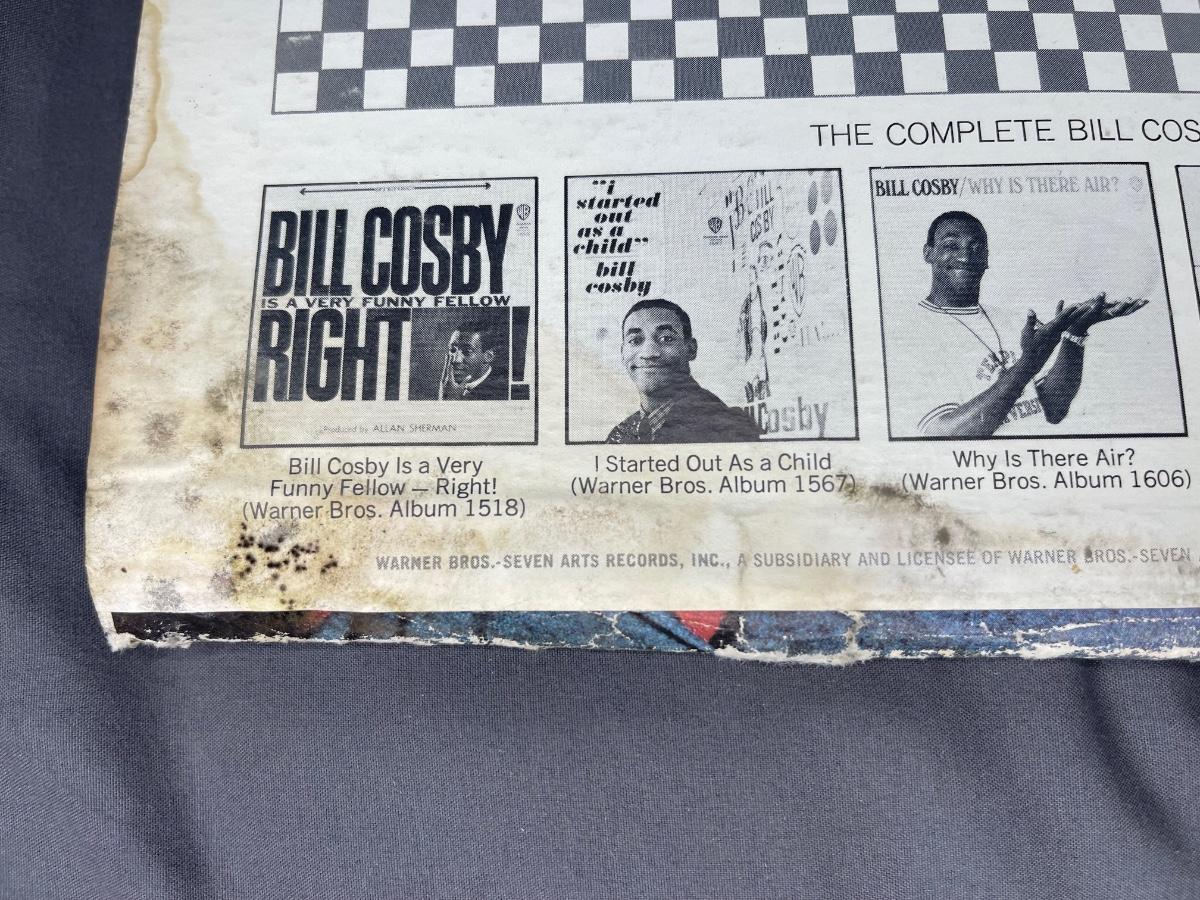 THE COMPLETE BILL COS
BILL COSBY
IS A VERY FUNNY FELLOW
RIGHT!
Produced by ALLAN SHERMAN
"i
started
out
as a
child"
bill
cosby
Cosby
BILL COSBY/WHY IS THERE AIR?
Bill Cosby Is a Very
Funny Fellow — Right!
(Warner Bros. Album 1518)
I Started Out As a Child
(Warner Bros. Album 1567)
Why Is There Air?
(Warner Bros. Album 1606)
WARNER BROS.-SEVEN ARTS RECORDS, INC., A SUBSIDIARY AND LICENSEE OF WARNER BROS.-SEVEN